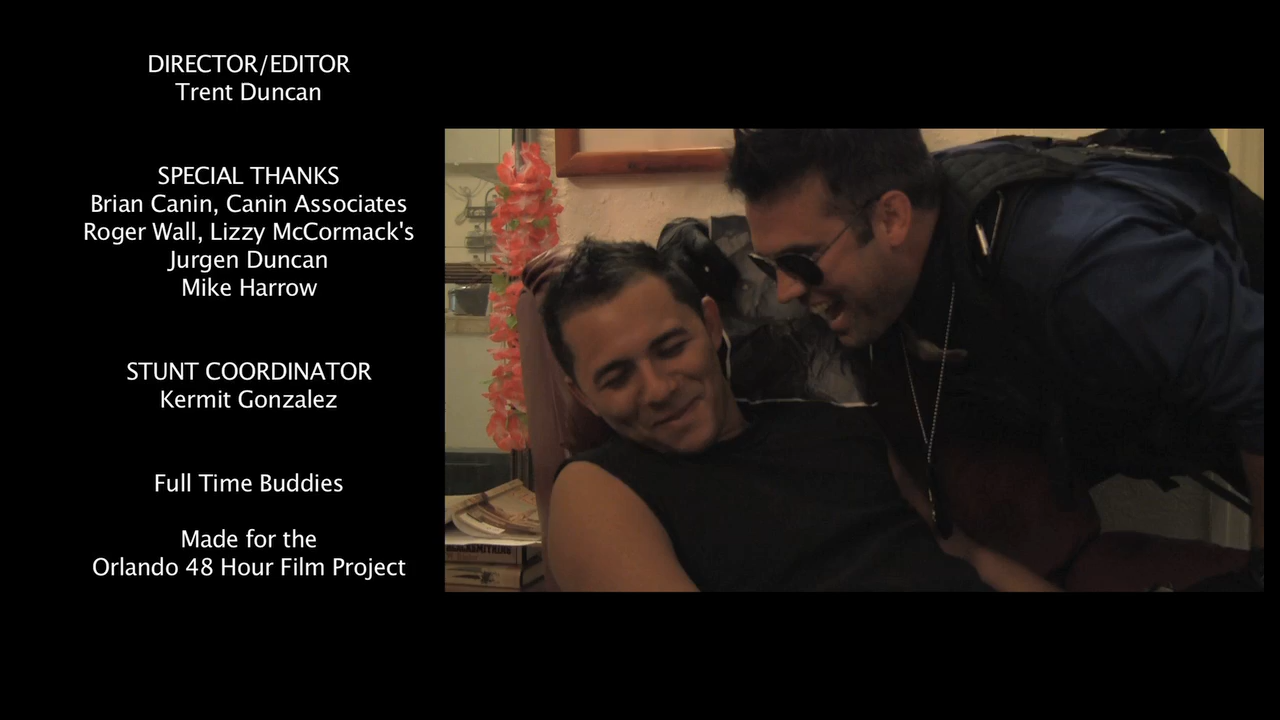 DIRECTOR/EDITOR
Trent Duncan
SPECIAL THANKS
Brian Canin, Canin Associates
Roger Wall, Lizzy McCormack's
Jurgen Duncan
Mike Harrow
STUNT COORDINATOR
Kermit Gonzalez
Full Time Buddies
Made for the
Orlando 48 Hour Film Project
BLACKSMITHING